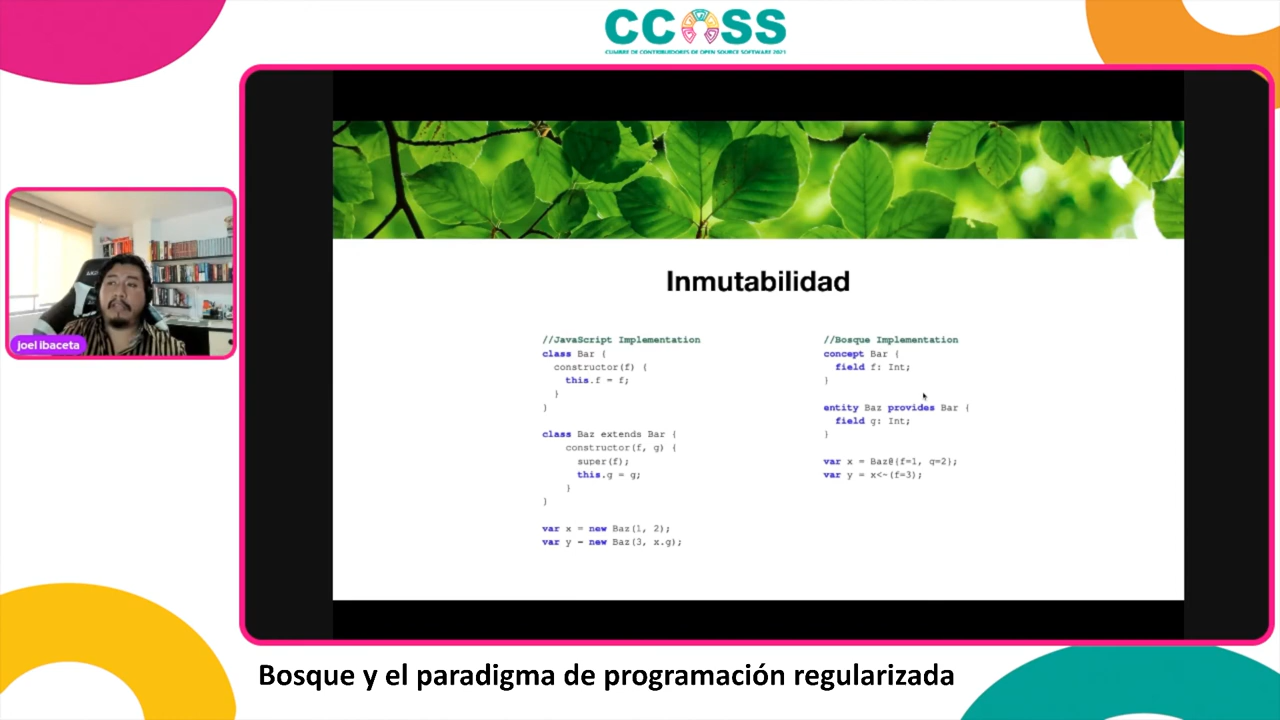 CCOSS
CUMBRE DE CONTRIBUIDORES DE OPEN SOURCE SOFTWARE 2021
joel ibaceta
Inmutabilidad
//JavaScript Implementation
class Bar {
constructor(f) {
this.f = f;
}
}
class Baz extends Bar {
constructor(f, g) {
super(f);
this.g = g;
}
}
var x = new Baz(1, 2);
var y = new Baz(3, x.g);
//Bosque Implementation
concept Bar {
field f: Int;
}
entity Baz provides Bar {
field g: Int;
}
var x = Baz@{f=1, g=2};
var y = x<~(f=3);
Bosque y el paradigma de programación regularizada